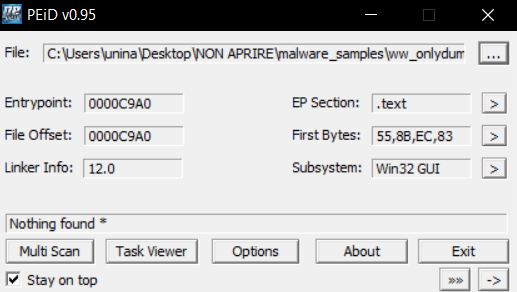 PEiD v0.95
File: C:\Users\unina\Desktop\NON APRIRE\malware_samples\ww_onlydum ...
Entrypoint: 0000C9A0 EP Section: .text >
File Offset: 0000C9A0 First Bytes: 55,8B,EC,83 >
Linker Info: 12.0 Subsystem: Win32 GUI >
Nothing found *
Multi Scan Task Viewer Options About Exit
Stay on top »» ->